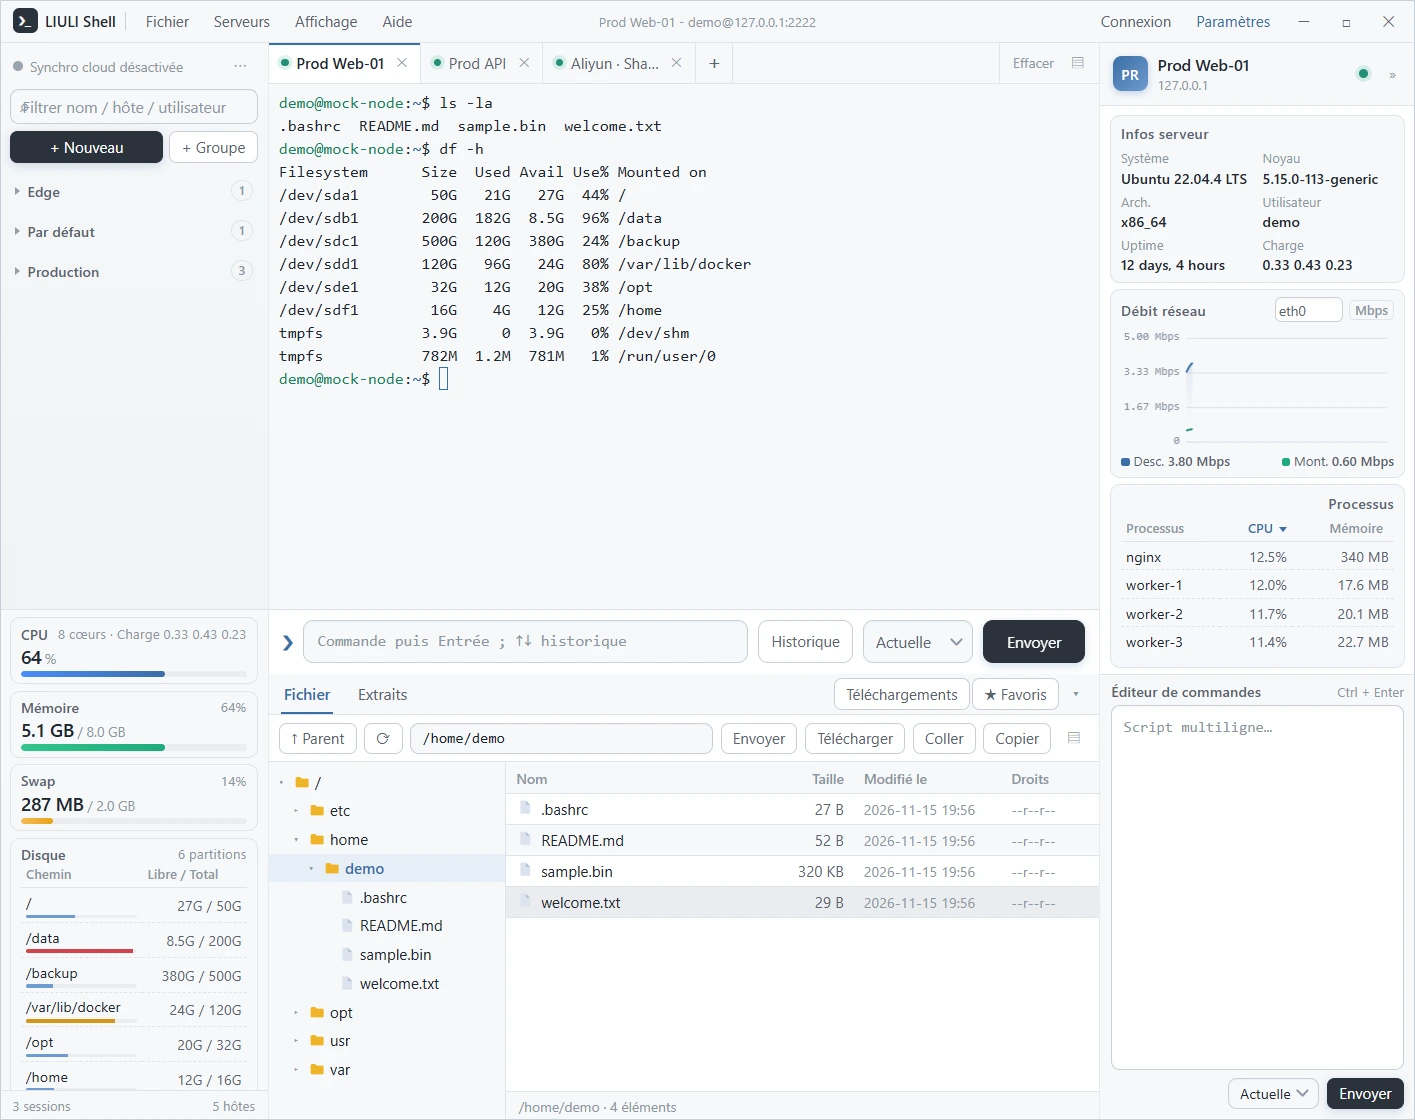 LIULI Shell
Fichier Serveurs Affichage Aide
Prod Web-01 - demo@127.0.0.1:2222
Connexion Paramètres
Synchro cloud désactivée
Filtrer nom / hôte / utilisateur
+ Nouveau
+ Groupe
Edge 1
Par défaut 1
Production 3
CPU 8 cœurs · Charge 0.33 0.43 0.23
64 %
Mémoire 64%
5.1 GB / 8.0 GB
Swap 14%
287 MB / 2.0 GB
Disque 6 partitions
Chemin Libre / Total
/ 27G / 50G
/data 8.5G / 200G
/backup 380G / 500G
/var/lib/docker 24G / 120G
/opt 20G / 32G
/home 12G / 16G
3 sessions 5 hôtes
Prod Web-01
Prod API
Aliyun · Sha...
+
Effacer
demo@mock-node:~$ ls -la
.bashrc README.md sample.bin welcome.txt
demo@mock-node:~$ df -h
Filesystem Size Used Avail Use% Mounted on
/dev/sda1 50G 21G 27G 44% /
/dev/sdb1 200G 182G 8.5G 96% /data
/dev/sdc1 500G 120G 380G 24% /backup
/dev/sdd1 120G 96G 24G 80% /var/lib/docker
/dev/sde1 32G 12G 20G 38% /opt
/dev/sdf1 16G 4G 12G 25% /home
tmpfs 3.9G 0 3.9G 0% /dev/shm
tmpfs 782M 1.2M 781M 1% /run/user/0
demo@mock-node:~$
❯ Commande puis Entrée ; ↑↓ historique
Historique
Actuelle
Envoyer
Fichier Extraits
Téléchargements
★ Favoris
↑ Parent
/home/demo
Envoyer
Télécharger
Coller
Copier
/
etc
home
demo
.bashrc
README.md
sample.bin
welcome.txt
opt
usr
var
Nom Taille Modifié le Droits
.bashrc 27 B 2026-11-15 19:56 --r--r--
README.md 52 B 2026-11-15 19:56 --r--r--
sample.bin 320 KB 2026-11-15 19:56 --r--r--
welcome.txt 29 B 2026-11-15 19:56 --r--r--
/home/demo · 4 éléments
PR
Prod Web-01
127.0.0.1
»
Infos serveur
Système Noyau
Ubuntu 22.04.4 LTS 5.15.0-113-generic
Arch. Utilisateur
x86_64 demo
Uptime Charge
12 days, 4 hours 0.33 0.43 0.23
Débit réseau eth0 Mbps
5.00 Mbps
3.33 Mbps
1.67 Mbps
0
Desc. 3.80 Mbps Mont. 0.60 Mbps
Processus
Processus CPU Mémoire
nginx 12.5% 340 MB
worker-1 12.0% 17.6 MB
worker-2 11.7% 20.1 MB
worker-3 11.4% 22.7 MB
Éditeur de commandes Ctrl + Enter
Script multiligne…
Actuelle
Envoyer